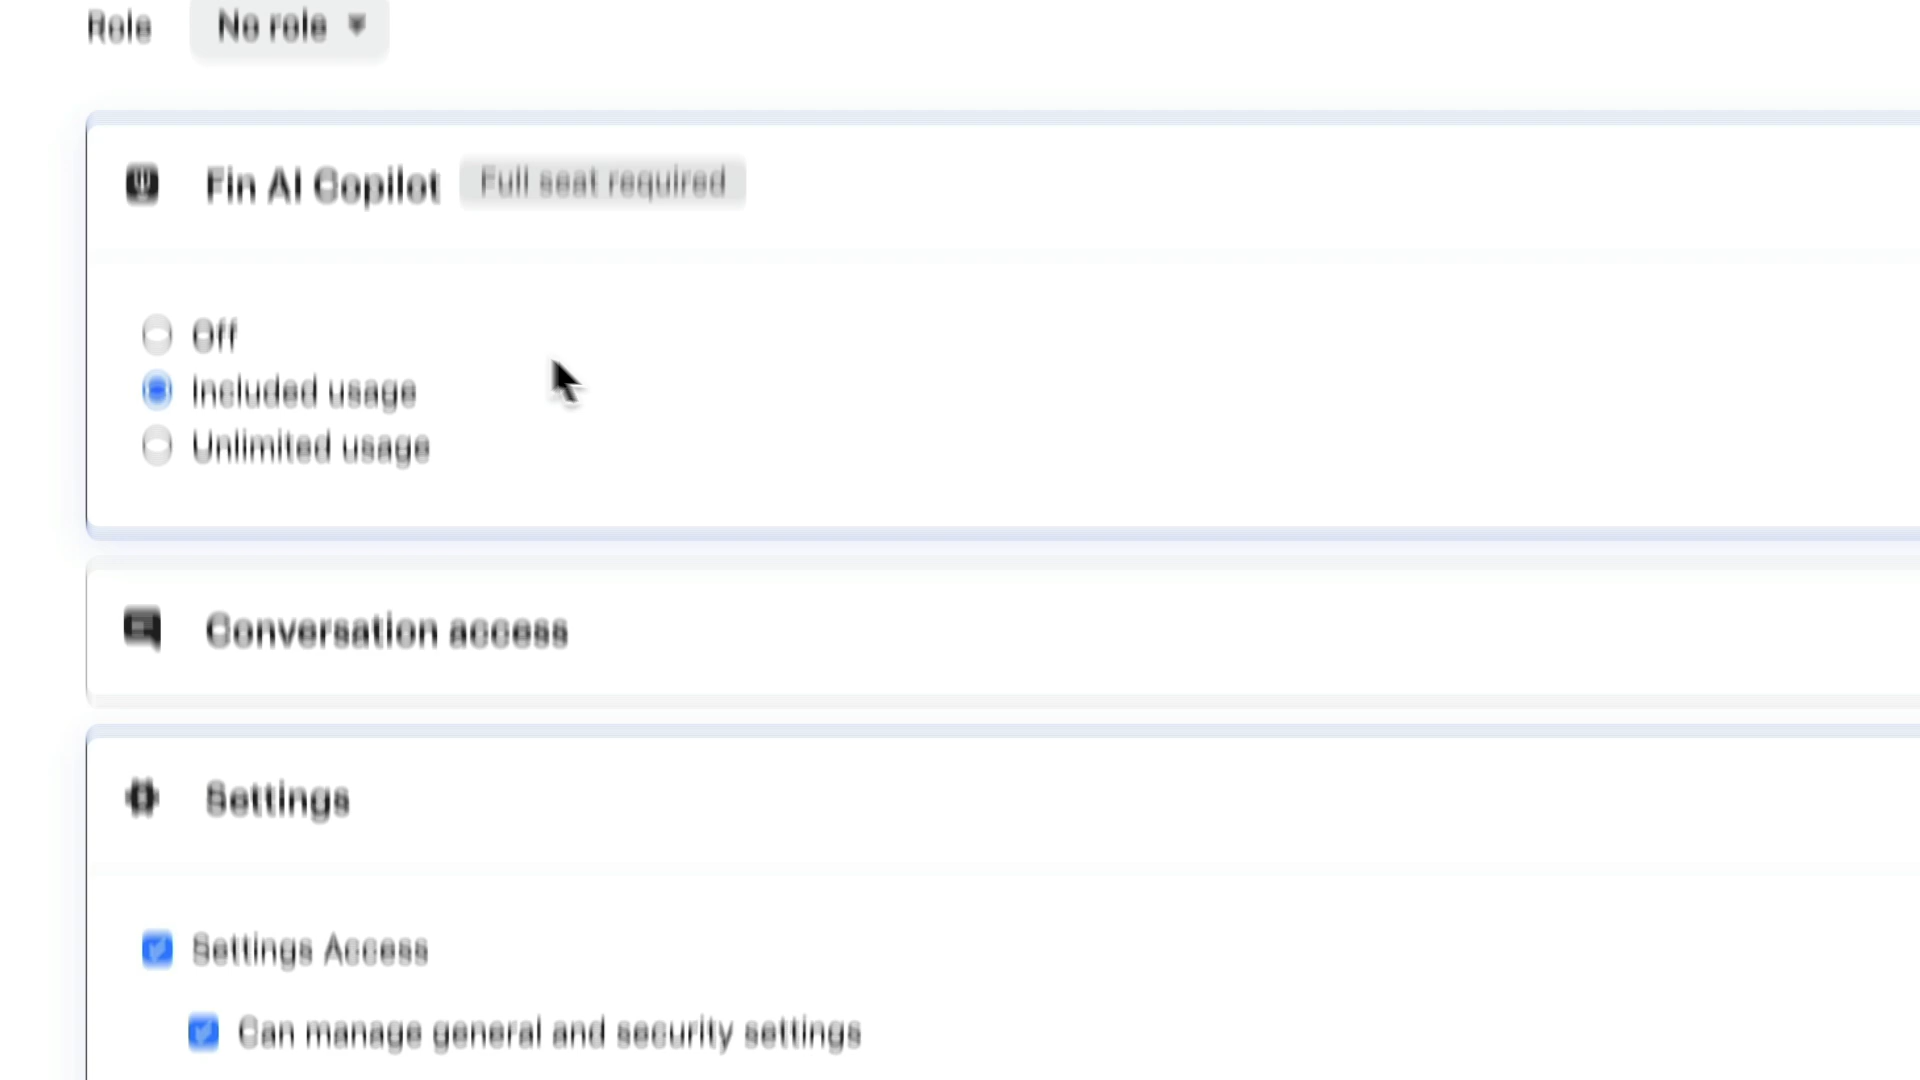 Role No role
Fin AI Copilot Full seat required
Off
Included usage
Unlimited usage
Conversation access
Settings
Settings Access
Can manage general and security settings